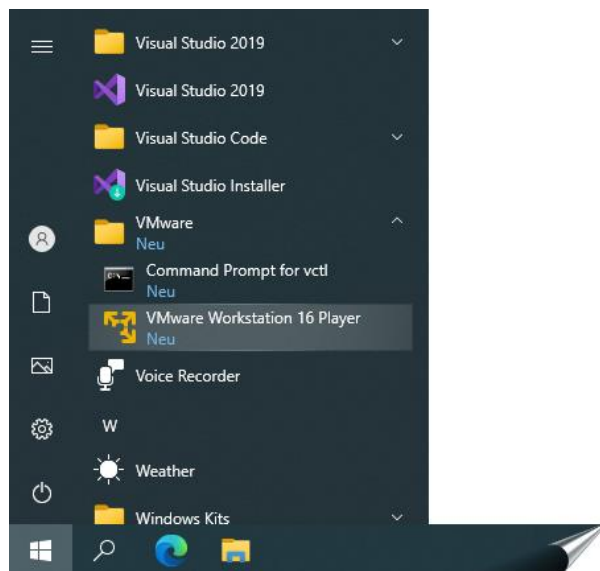 Visual Studio 2019
Visual Studio 2019
Visual Studio Code
Visual Studio Installer
VMware
Neu
Command Prompt for vctl
Neu
VMware Workstation 16 Player
Neu
Voice Recorder
W
Weather
Windows Kits